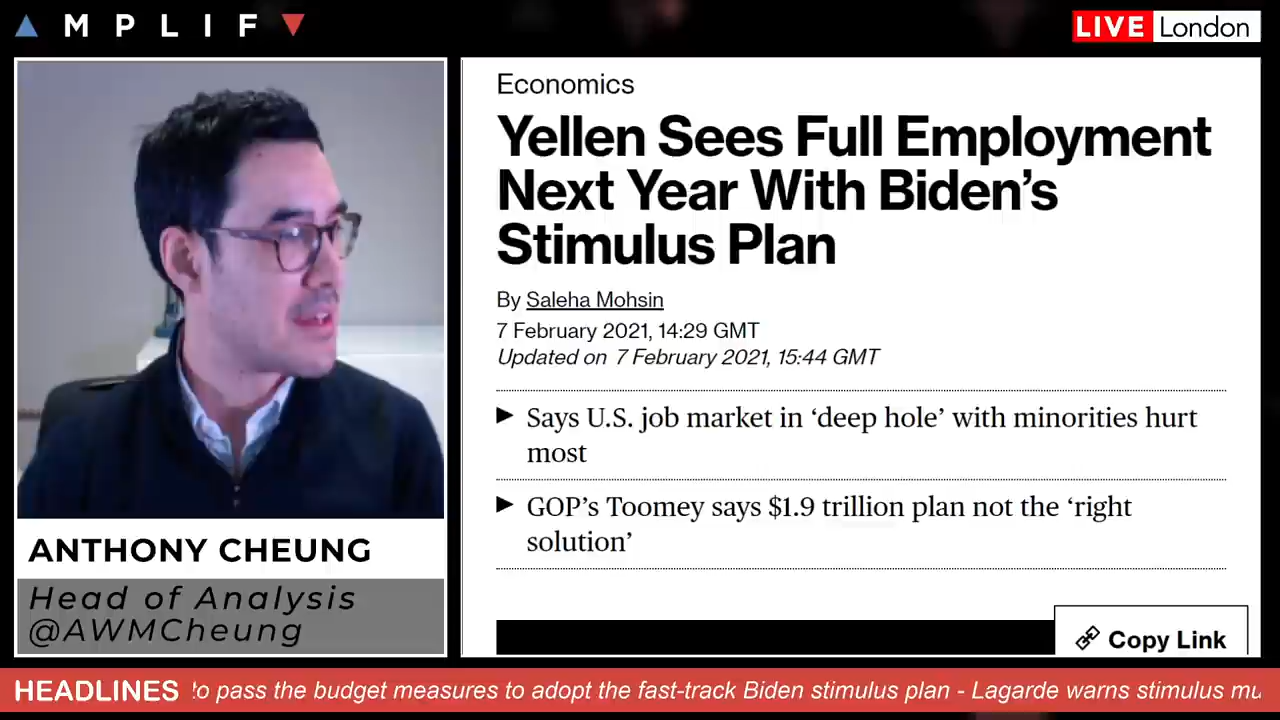 ▲ M P L I F ▼
LIVE London
Economics
Yellen Sees Full Employment
Next Year With Biden’s
Stimulus Plan
By Saleha Mohsin
7 February 2021, 14:29 GMT
Updated on 7 February 2021, 15:44 GMT
► Says U.S. job market in ‘deep hole’ with minorities hurt
most
► GOP’s Toomey says $1.9 trillion plan not the ‘right
solution’
Copy Link
ANTHONY CHEUNG
Head of Analysis
@AWMCheung
HEADLINES to pass the budget measures to adopt the fast-track Biden stimulus plan - Lagarde warns stimulus